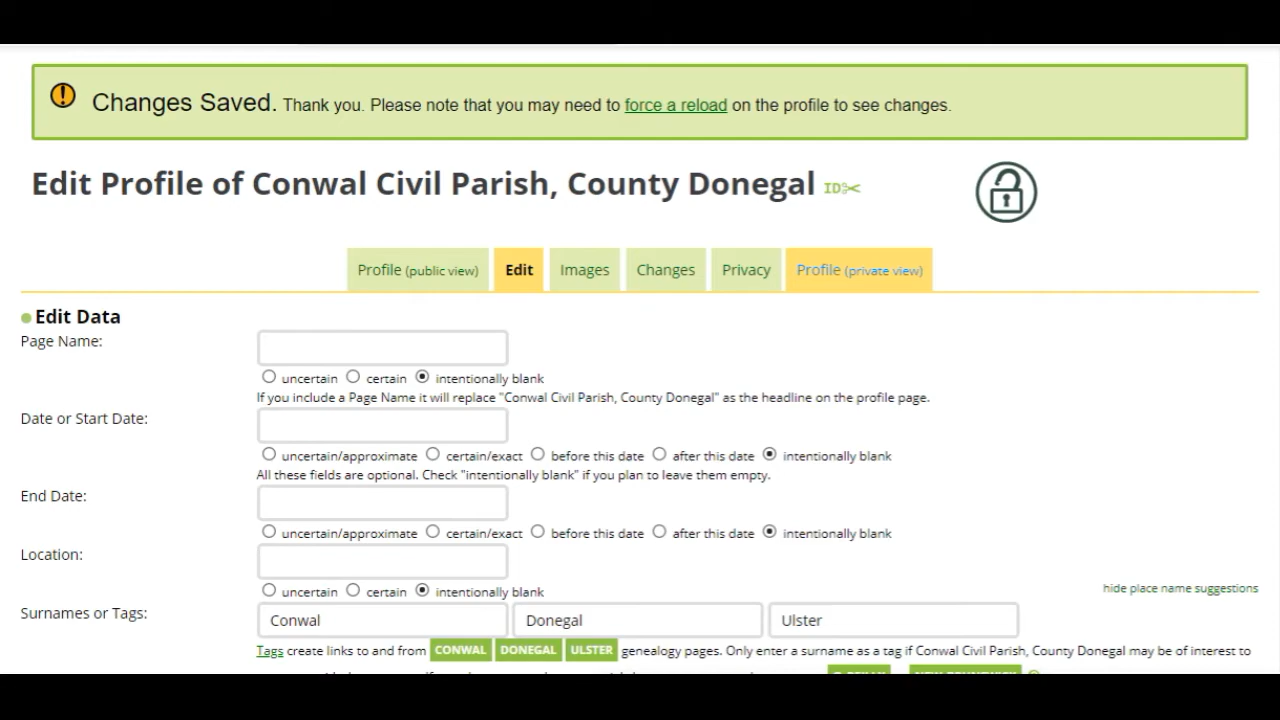 Changes Saved. Thank you. Please note that you may need to force a reload on the profile to see changes.
Edit Profile of Conwal Civil Parish, County Donegal ID
Profile (public view) Edit Images Changes Privacy Profile (private view)
Edit Data
Page Name:
uncertain certain intentionally blank
If you include a Page Name it will replace "Conwal Civil Parish, County Donegal" as the headline on the profile page.
Date or Start Date:
uncertain/approximate certain/exact before this date after this date intentionally blank
All these fields are optional. Check "intentionally blank" if you plan to leave them empty.
End Date:
uncertain/approximate certain/exact before this date after this date intentionally blank
Location:
uncertain certain intentionally blank
hide place name suggestions
Surnames or Tags: Conwal Donegal Ulster
Tags create links to and from CONWAL DONEGAL ULSTER genealogy pages. Only enter a surname as a tag if Conwal Civil Parish, County Donegal may be of interest to